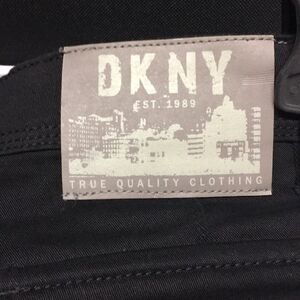 DKNY
EST. 1989
TRUE QUALITY CLOTHING